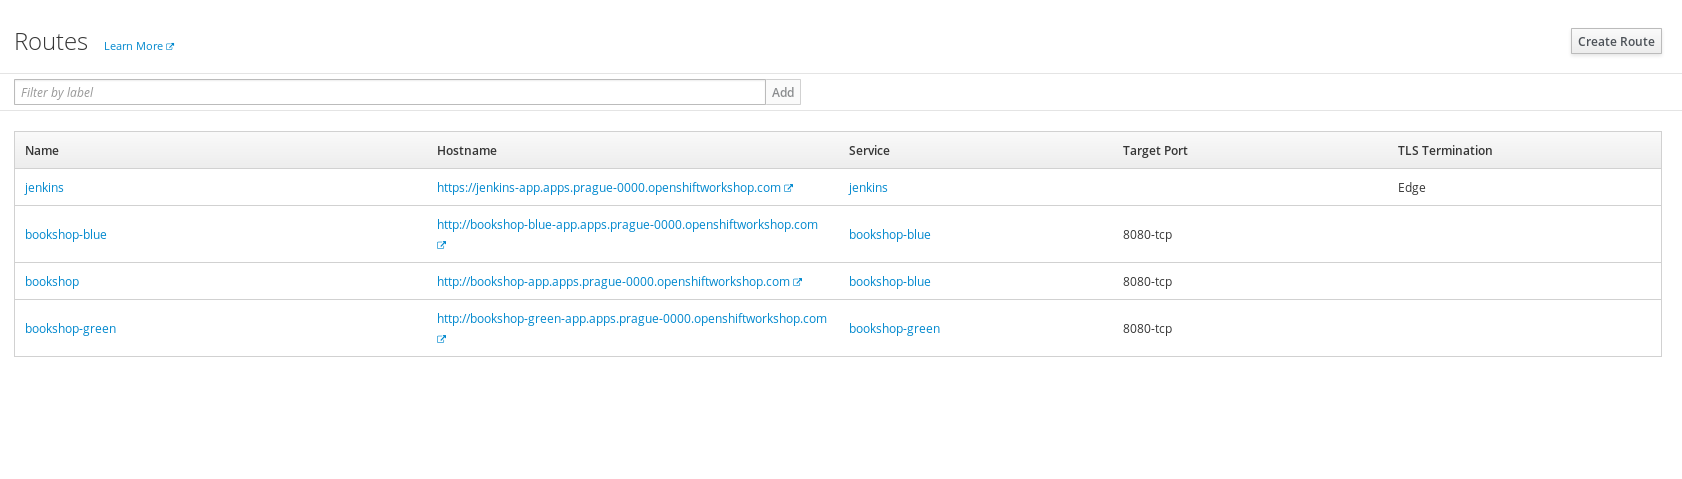 Routes Learn More
Create Route
Filter by label Add
Name Hostname Service Target Port TLS Termination
jenkins https://jenkins-app.apps.prague-0000.openshiftworkshop.com jenkins Edge
bookshop-blue http://bookshop-blue-app.apps.prague-0000.openshiftworkshop.com bookshop-blue 8080-tcp
bookshop http://bookshop-app.apps.prague-0000.openshiftworkshop.com bookshop-blue 8080-tcp
bookshop-green http://bookshop-green-app.apps.prague-0000.openshiftworkshop.com bookshop-green 8080-tcp